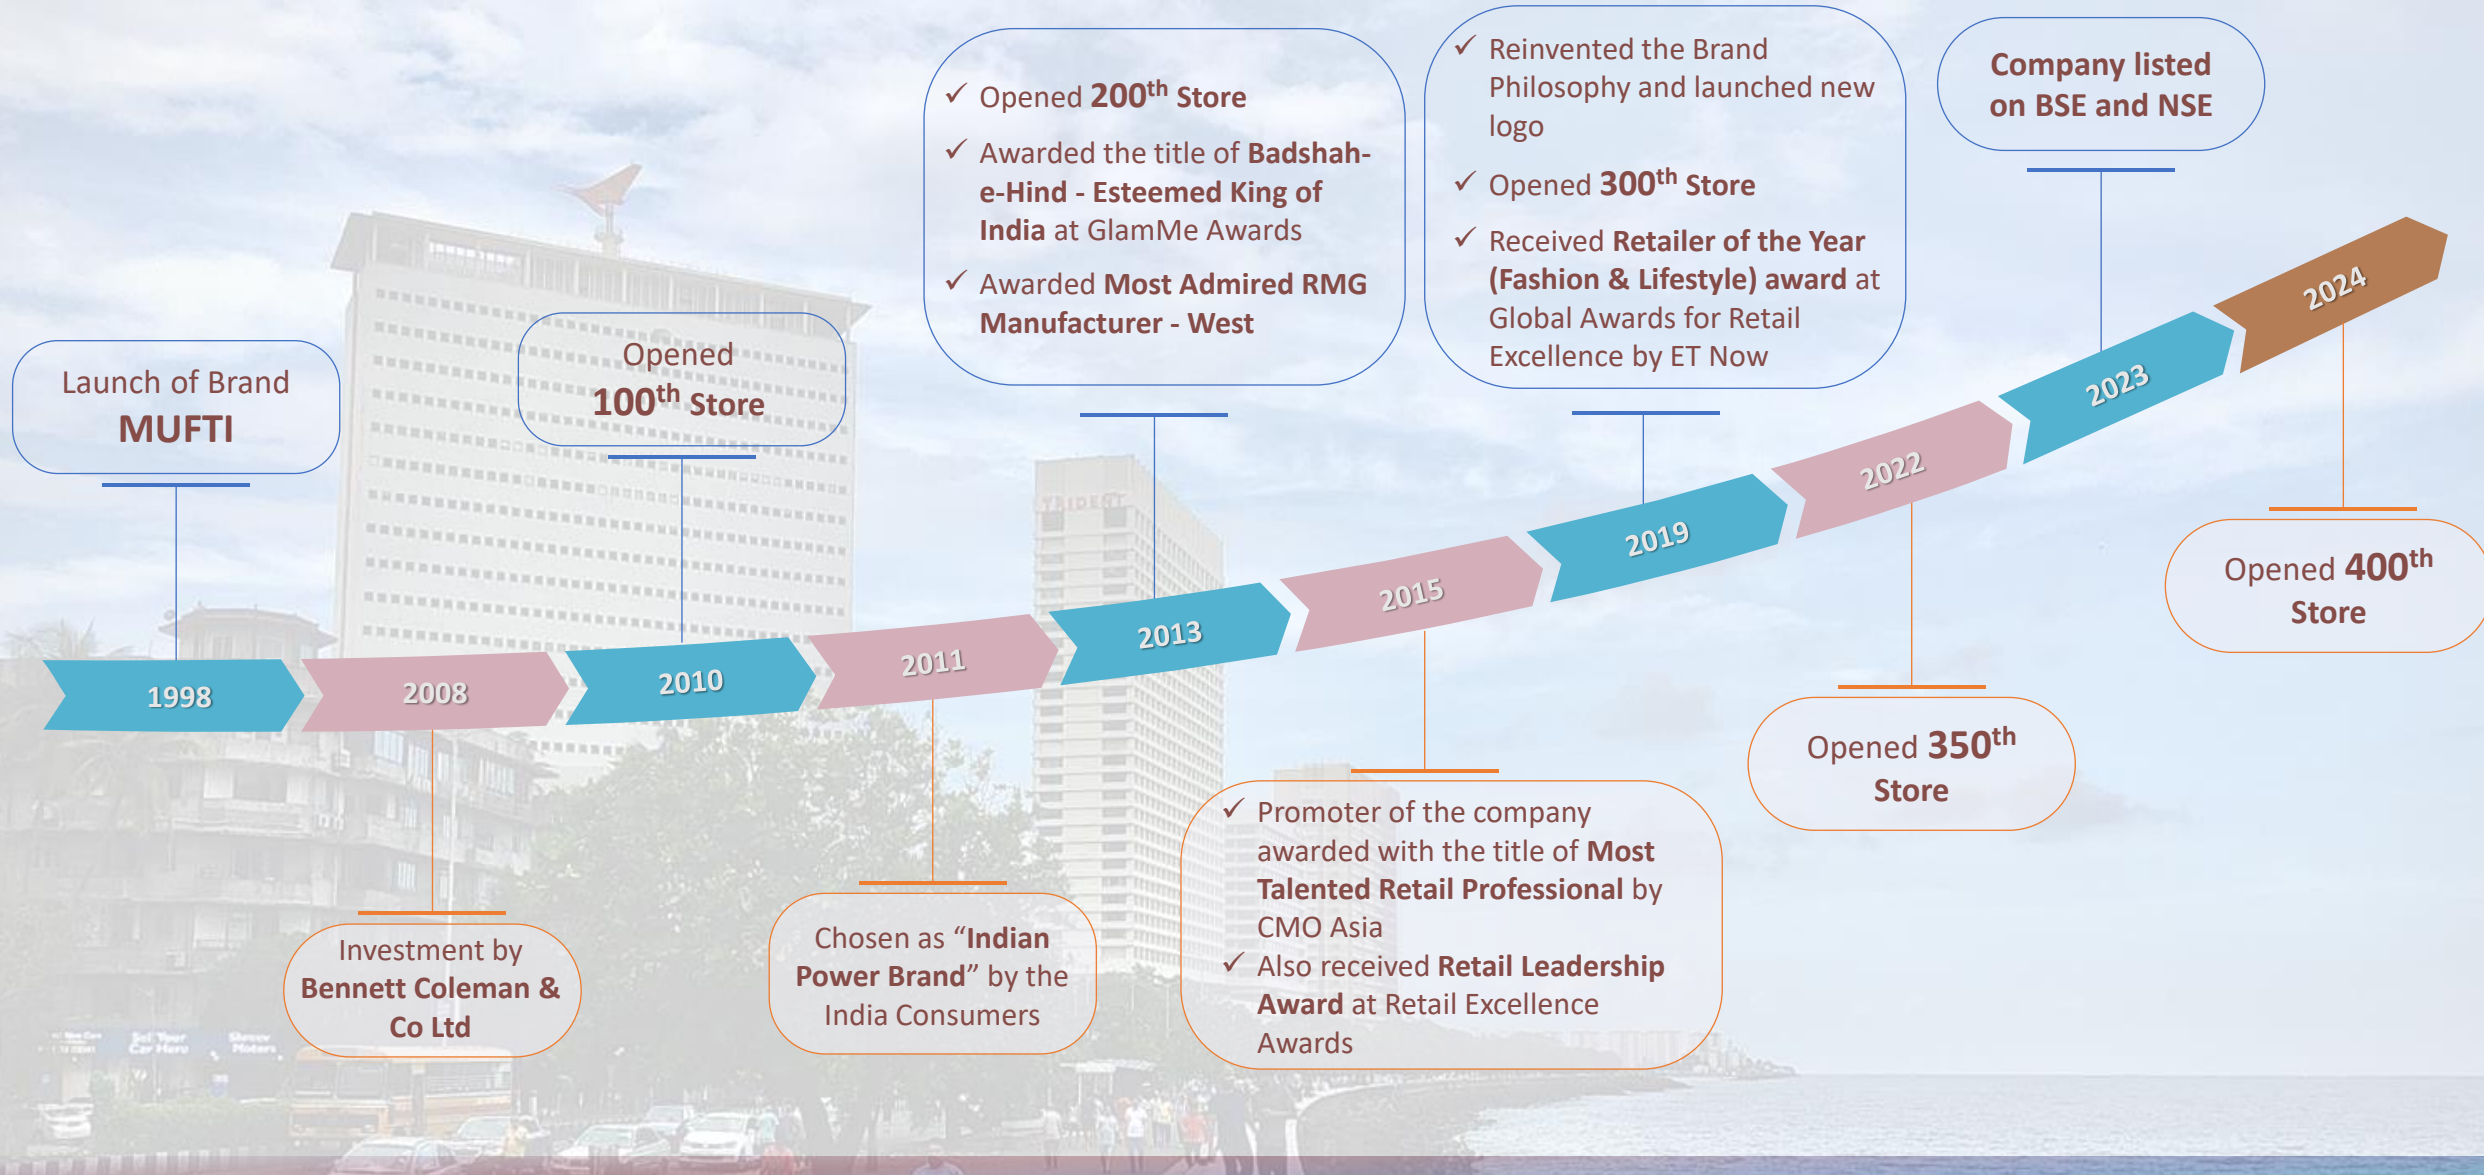 Launch of Brand
MUFTI
Opened
100th Store
✓ Opened 200th Store
✓ Awarded the title of Badshah-
e-Hind - Esteemed King of
India at GlamMe Awards
✓ Awarded Most Admired RMG
Manufacturer - West
✓ Reinvented the Brand
Philosophy and launched new
logo
✓ Opened 300th Store
✓ Received Retailer of the Year
(Fashion & Lifestyle) award at
Global Awards for Retail
Excellence by ET Now
Company listed
on BSE and NSE
1998
2008
2010
2011
2013
2015
2019
2022
2023
2024
Investment by
Bennett Coleman &
Co Ltd
Chosen as “Indian
Power Brand” by the
India Consumers
✓ Promoter of the company
awarded with the title of Most
Talented Retail Professional by
CMO Asia
✓ Also received Retail Leadership
Award at Retail Excellence
Awards
Opened 350th
Store
Opened 400th
Store
TRIDENT
Sell Your
Car Here
Motors